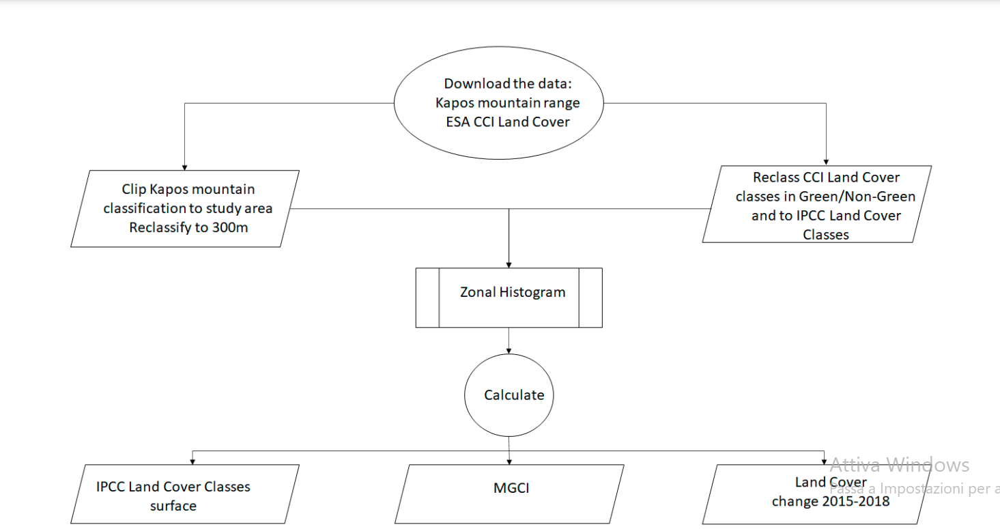 Download the data:
Kapos mountain range
ESA CCI Land Cover
Clip Kapos mountain
classification to study area
Reclassify to 300m
Reclass CCI Land Cover
classes in Green/Non-Green
and to IPCC Land Cover
Classes
Zonal Histogram
Calculate
IPCC Land Cover Classes
surface
MGCI
Land Cover
change 2015-2018
Attiva Windows
Passa a Impostazioni per a